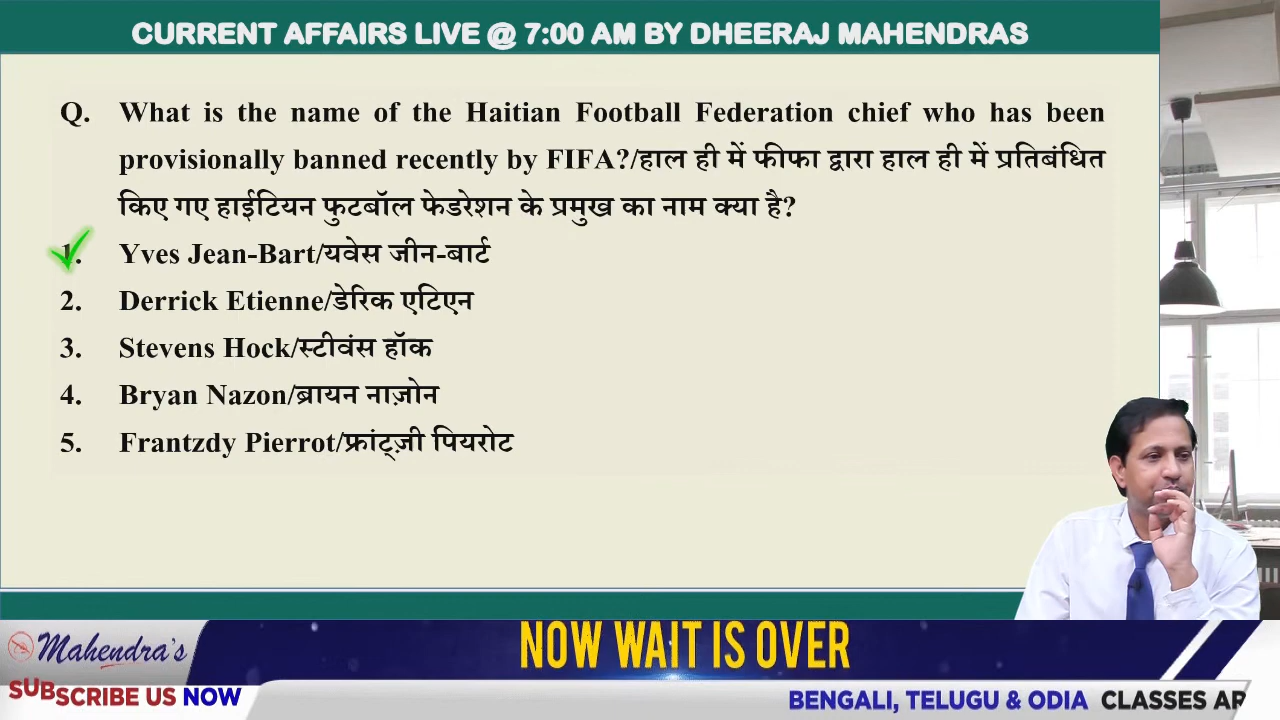 CURRENT AFFAIRS LIVE @ 7:00 AM BY DHEERAJ MAHENDRAS
Q. What is the name of the Haitian Football Federation chief who has been
provisionally banned recently by FIFA?/हाल ही में फीफा द्वारा हाल ही में प्रतिबंधित
किए गए हाईटियन फुटबॉल फेडरेशन के प्रमुख का नाम क्या है?
1. Yves Jean-Bart/यवेस जीन-बार्ट
2. Derrick Etienne/डेरिक एटिएन
3. Stevens Hock/स्टीवंस हॉक
4. Bryan Nazon/ब्रायन नाज़ोन
5. Frantzdy Pierrot/फ्रांट्ज़ी पियरोट
Mahendra's
NOW WAIT IS OVER
SUBSCRIBE US NOW
BENGALI, TELUGU & ODIA CLASSES AR